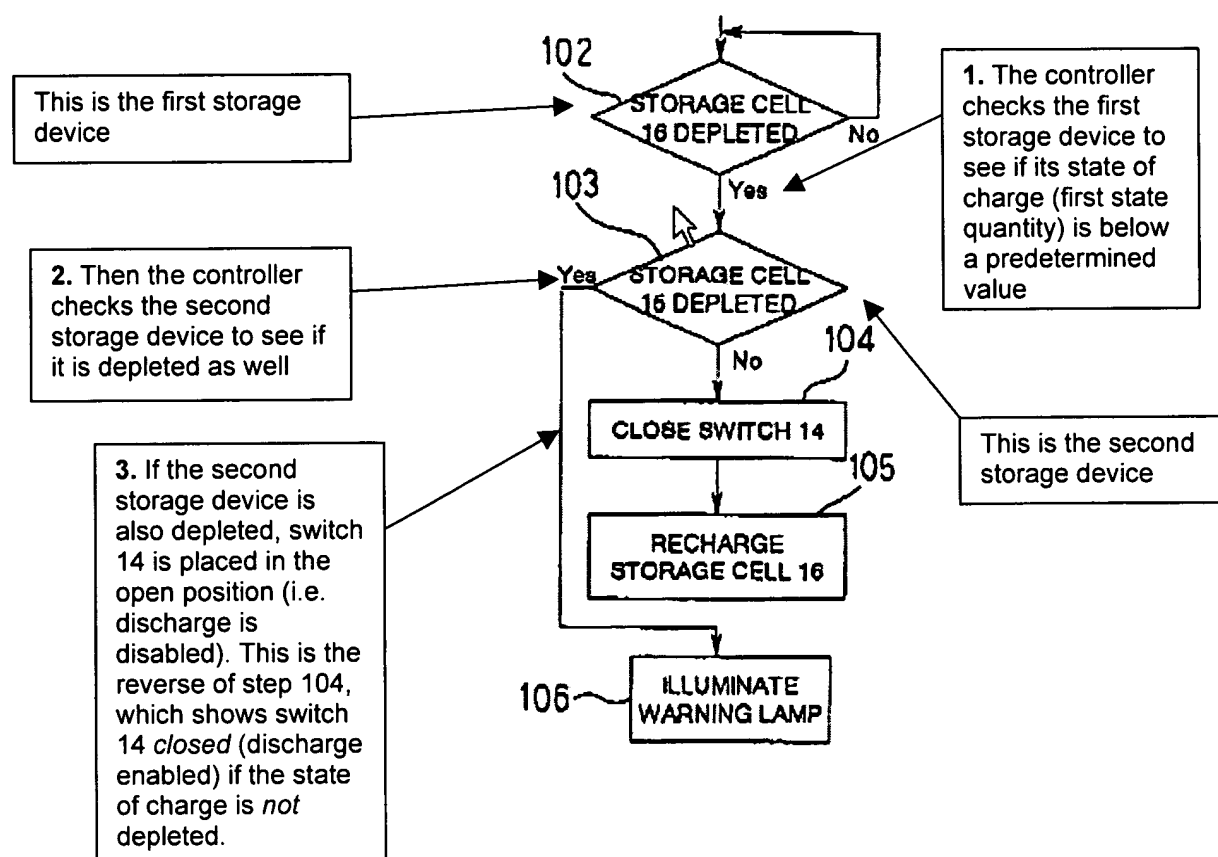 102
This is the first storage
device
STORAGE CELL
16 DEPLETED
No
Yes
1. The controller
checks the first
storage device to
see if its state of
charge (first state
quantity) is below
a predetermined
value
103
2. Then the controller
checks the second
storage device to see if
it is depleted as well
Yes
STORAGE CELL
15 DEPLETED
No
This is the second
storage device
104
CLOSE SWITCH 14
105
RECHARGE
STORAGE CELL 16
3. If the second
storage device is
also depleted, switch
14 is placed in the
open position (i.e.
discharge is
disabled). This is the
reverse of step 104,
which shows switch
14 closed (discharge
enabled) if the state
of charge is not
depleted.
106
ILLUMINATE
WARNING LAMP